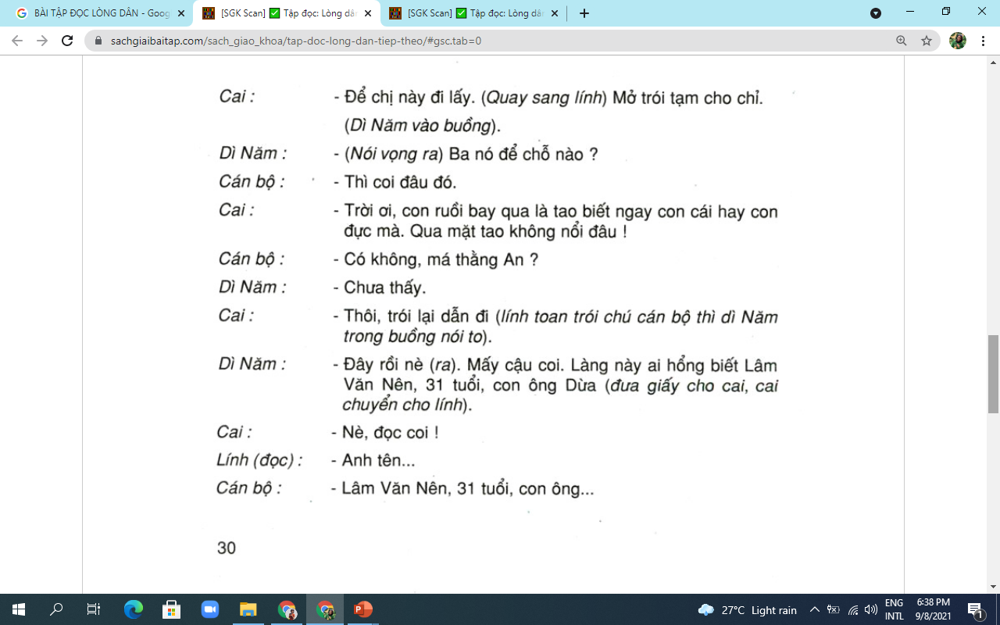 BÀI TẬP ĐỌC LÒNG DÂN - Goog
[SGK Scan] ✅ Tập đọc: Lòng dân
[SGK Scan] ✅ Tập đọc: Lòng dân
sachgiaibaitap.com/sach_giao_khoa/tap-doc-long-dan-tiep-theo/#gsc.tab=0
Cai : - Để chị này đi lấy. (Quay sang lính) Mở trói tạm cho chỉ.
(Dì Năm vào buồng).
Dì Năm : - (Nói vọng ra) Ba nó để chỗ nào ?
Cán bộ : - Thì coi đâu đó.
Cai : - Trời ơi, con ruồi bay qua là tao biết ngay con cái hay con
đực mà. Qua mặt tao không nổi đâu !
Cán bộ : - Có không, má thằng An ?
Dì Năm : - Chưa thấy.
Cai : - Thôi, trói lại dẫn đi (lính toan trói chú cán bộ thì dì Năm
trong buồng nói to).
Dì Năm : - Đây rồi nè (ra). Mấy cậu coi. Làng này ai hổng biết Lâm
Văn Nên, 31 tuổi, con ông Dừa (đưa giấy cho cai, cai
chuyển cho lính).
Cai : - Nè, đọc coi !
Lính (đọc) : - Anh tên...
Cán bộ : - Lâm Văn Nên, 31 tuổi, con ông...
30
27°C Light rain
ENG
INTL
6:38 PM
9/8/2021
1